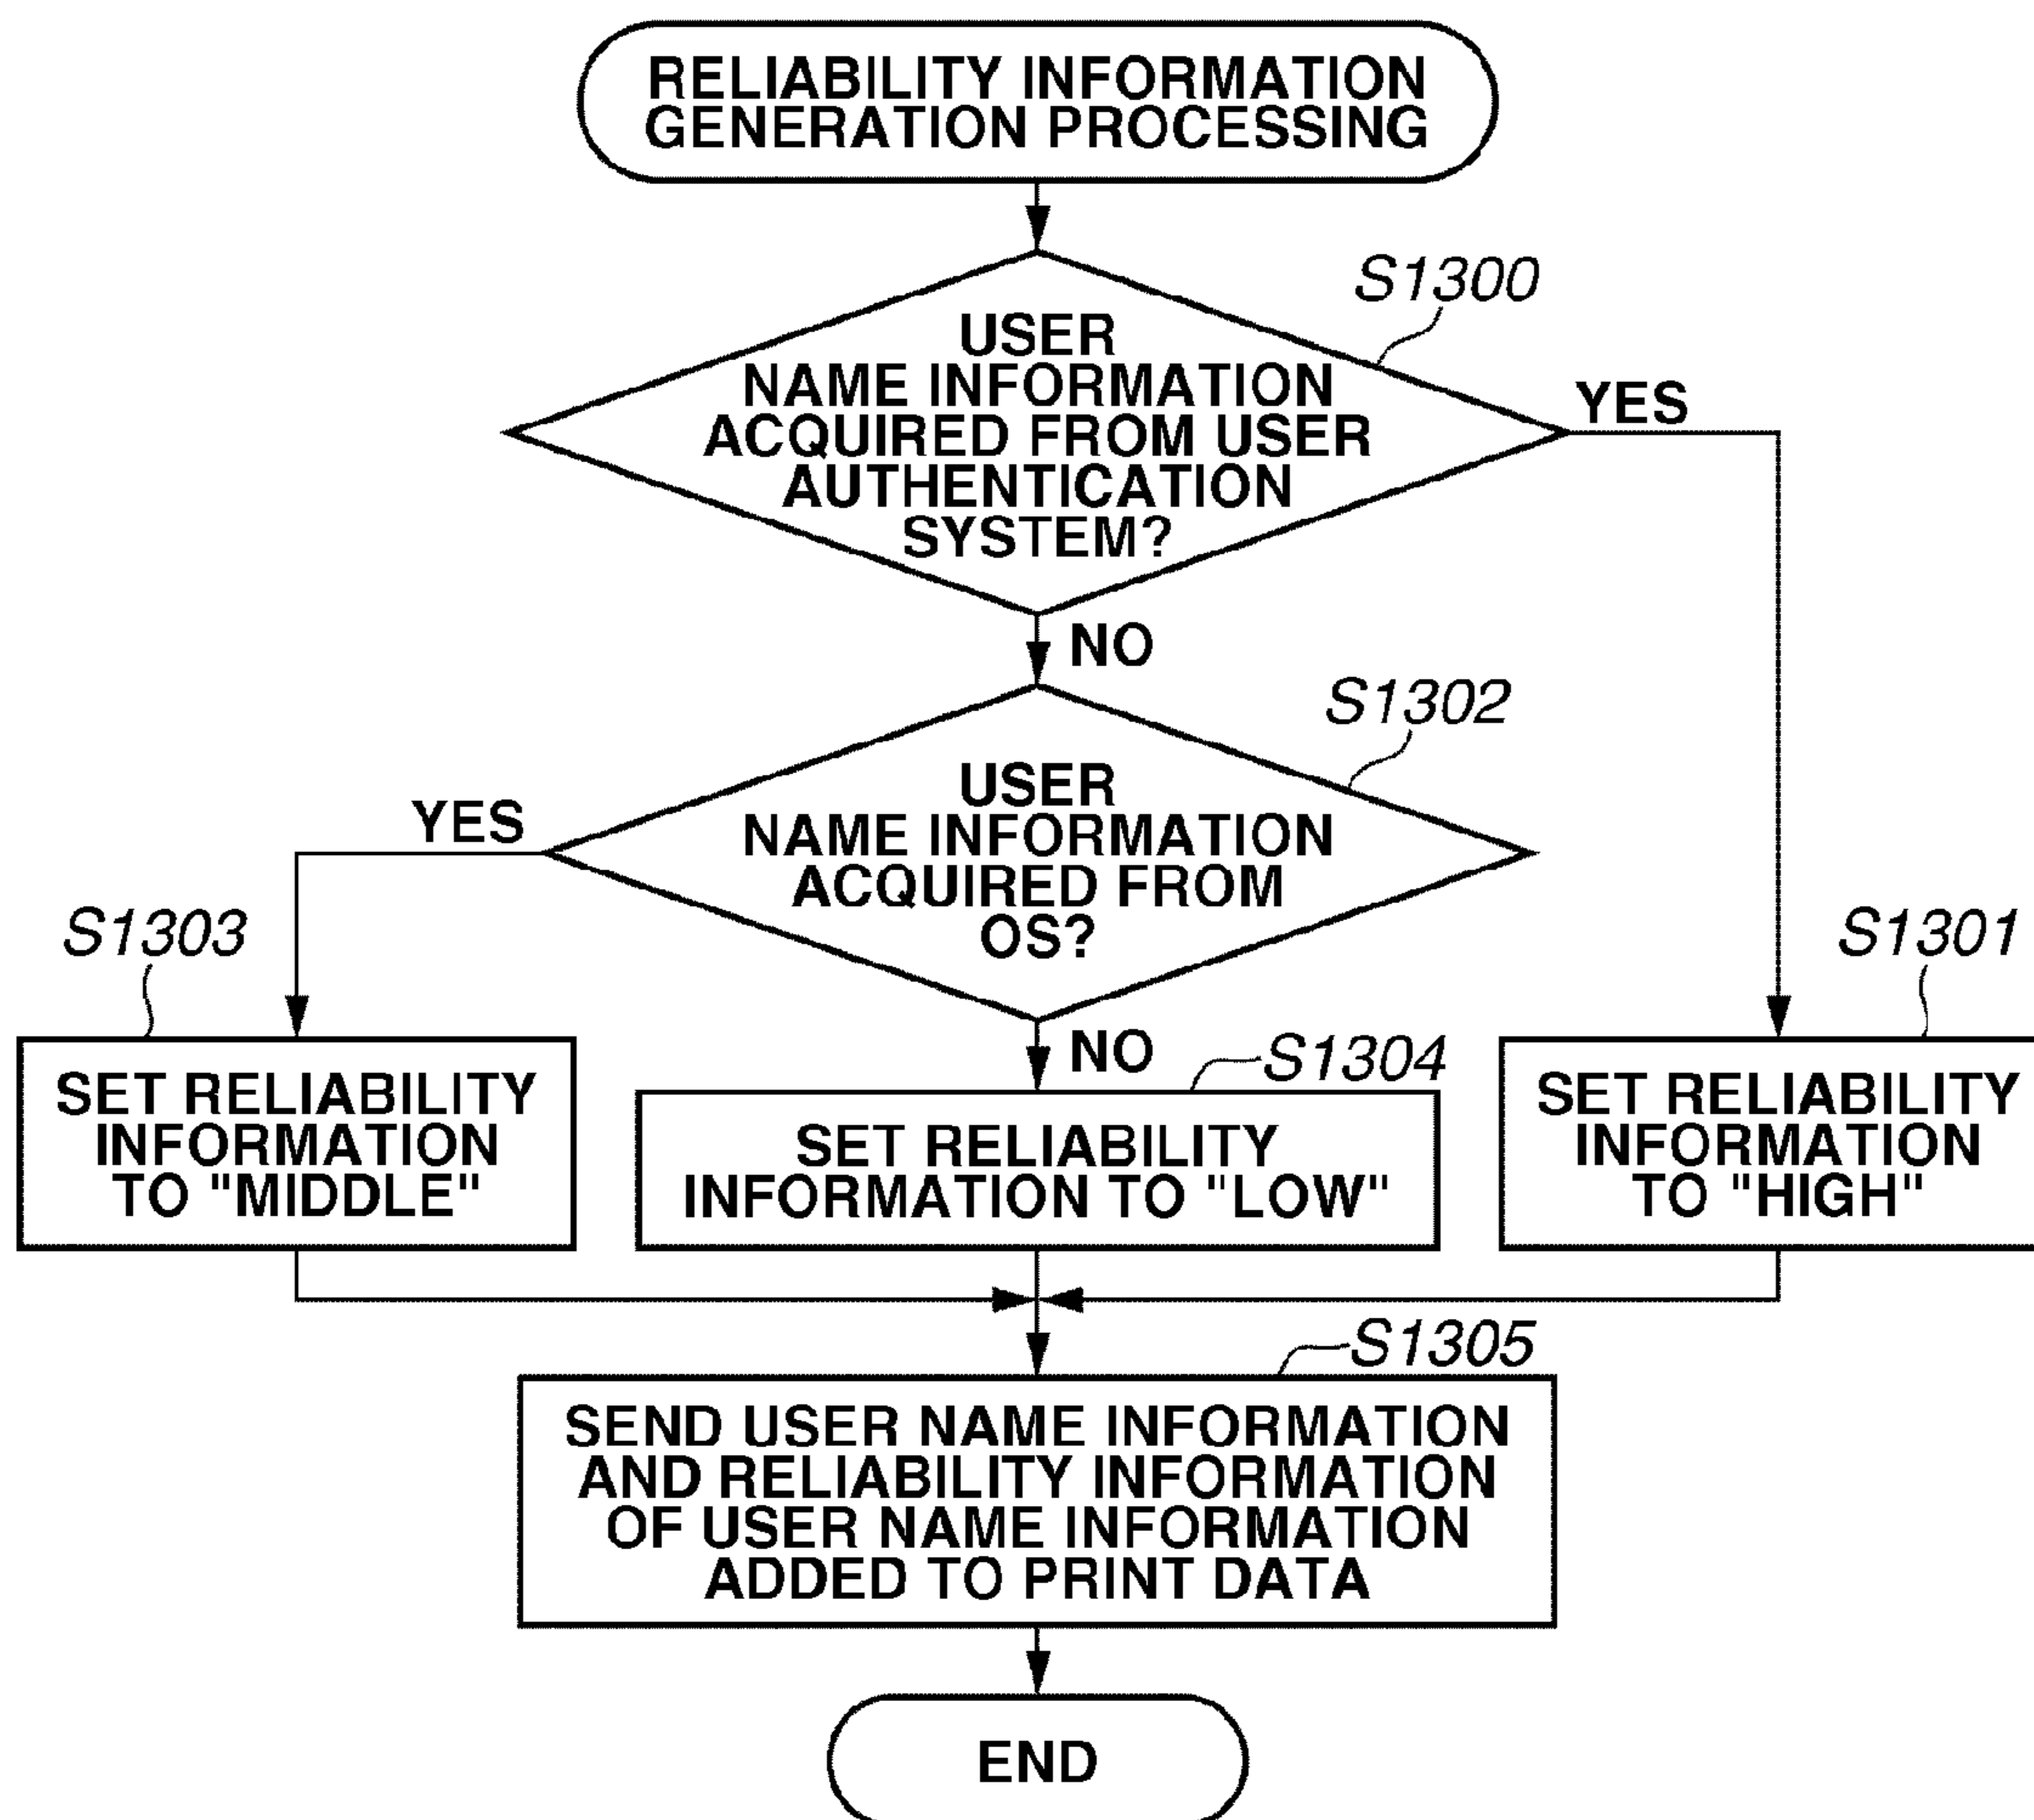 RELIABILITY INFORMATION
GENERATION PROCESSING
S1300
USER
NAME INFORMATION
ACQUIRED FROM USER
AUTHENTICATION
SYSTEM?
YES
NO
S1302
USER
NAME INFORMATION
ACQUIRED FROM
OS?
YES
S1303
SET RELIABILITY
INFORMATION
TO "MIDDLE"
NO
S1304
SET RELIABILITY
INFORMATION TO "LOW"
S1301
SET RELIABILITY
INFORMATION
TO "HIGH"
S1305
SEND USER NAME INFORMATION
AND RELIABILITY INFORMATION
OF USER NAME INFORMATION
ADDED TO PRINT DATA
END